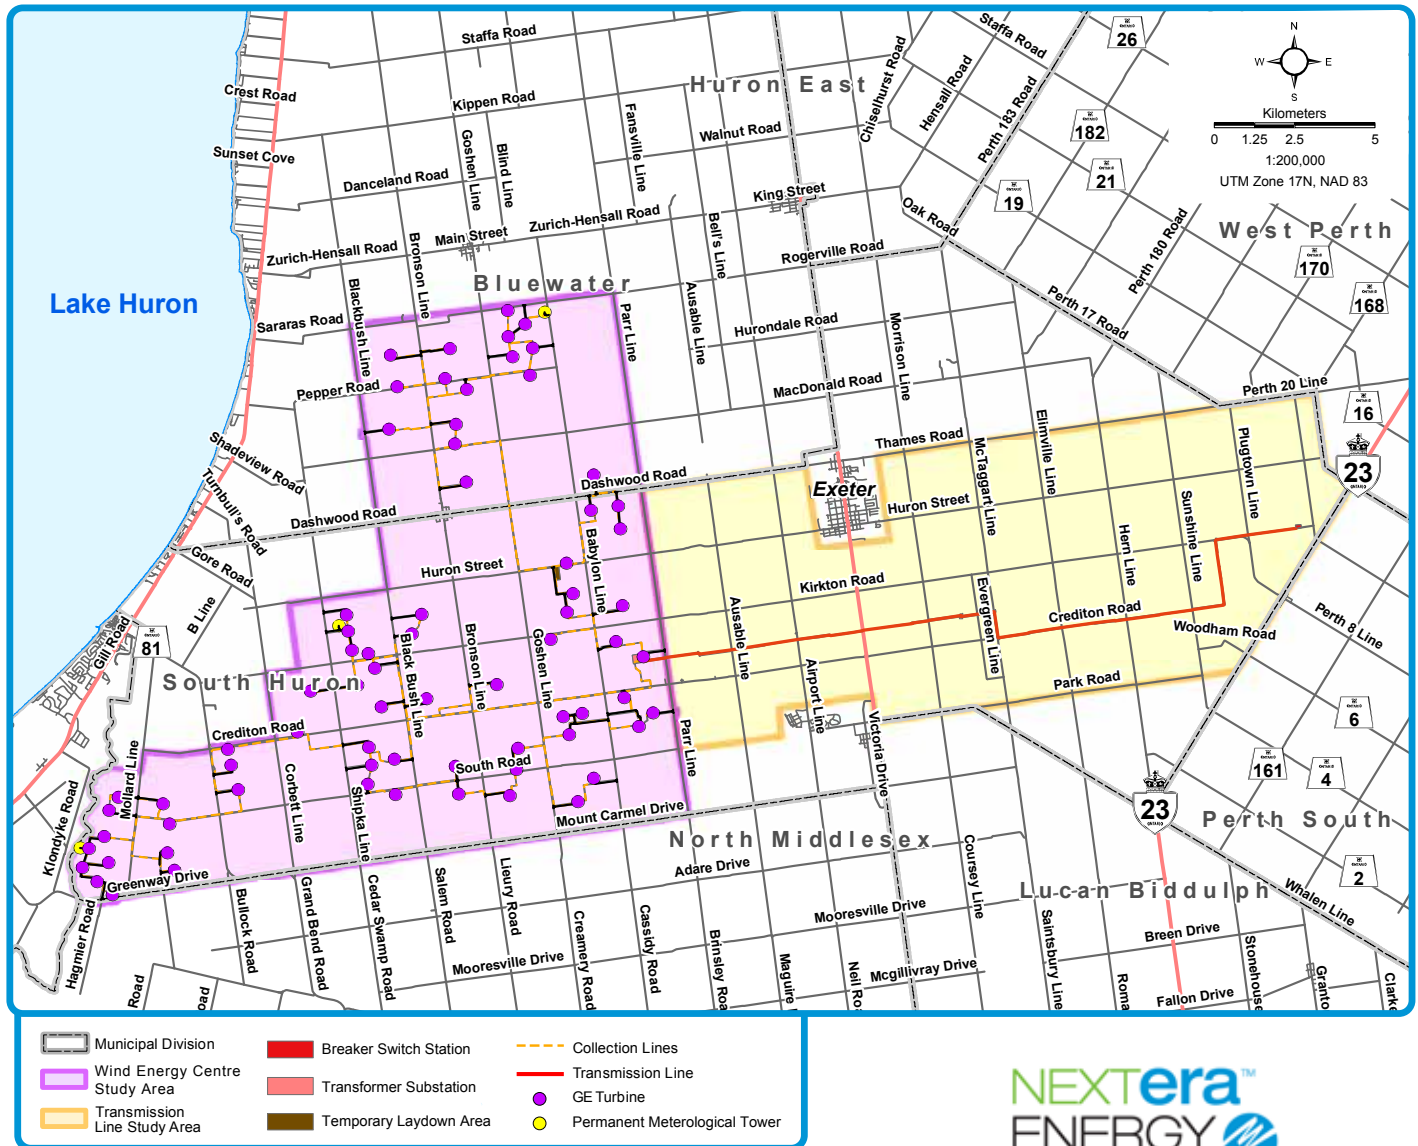 Staffa Road
Staffa Road
ONTARIO
26
N
W
E
S
Kilometers
0 1.25 2.5 5
1:200,000
UTM Zone 17N, NAD 83
Huron East
Crest Road
Kippen Road
Fansville Line
Walnut Road
Chiselhurst Road
Hensall Road
Perth 183 Road
182
21
19
Sunset Cove
Goshen Line
Blind Line
Danceland Road
King Street
Oak Road
Zurich-Hensall Road
Main Street
Zurich-Hensall Road
Bronson Line
Bell's Line
Rogerville Road
Perth 180 Road
West Perth
170
168
Lake Huron
Bluewater
Blackbush Line
Sararas Road
Parr Line
Ausable Line
Hurondale Road
Morrison Line
Perth 17 Road
Pepper Road
MacDonald Road
Perth 20 Line
16
Shadeview Road
Turnbull's Road
Dashwood Road
Dashwood Road
Thames Road
McTaggart Line
Elimville Line
Plugtown Line
23
ONTARIO
Exeter
Huron Street
Sunshine Line
Hern Line
Gore Road
Huron Street
Babylon Line
B Line
Kirkton Road
Ausable Line
Evergreen Line
Crediton Road
Woodham Road
Perth 8 Line
Gill Road
81
South Huron
Black Bush Line
Bronson Line
Goshen Line
Airport Line
Park Road
6
Crediton Road
Victoria Drive
Parr Line
South Road
161
4
Mollard Line
Corbett Line
Shipka Line
Klondyke Road
Mount Carmel Drive
23
ONTARIO
Perth South
North Middlesex
Greenway Drive
Adare Drive
Coursey Line
Lucan Biddulph
2
Whalen Line
Hagmier Road
Bullock Road
Grand Bend Road
Cedar Swamp Road
Salem Road
Lieury Road
Creamery Road
Cassidy Road
Mooresville Drive
Mooresville Drive
Brinsley Roa
Maguire
Neil Roa
Mcgillivray Drive
Saintsbury Line
Breen Drive
Roma
Stonehouse
Granto
Clarke
Fallon Drive
Road
oad
Municipal Division
Wind Energy Centre
Study Area
Transmission
Line Study Area
Breaker Switch Station
Transformer Substation
Temporary Laydown Area
Collection Lines
Transmission Line
GE Turbine
Permanent Meterological Tower
NEXTera™
ENERGY